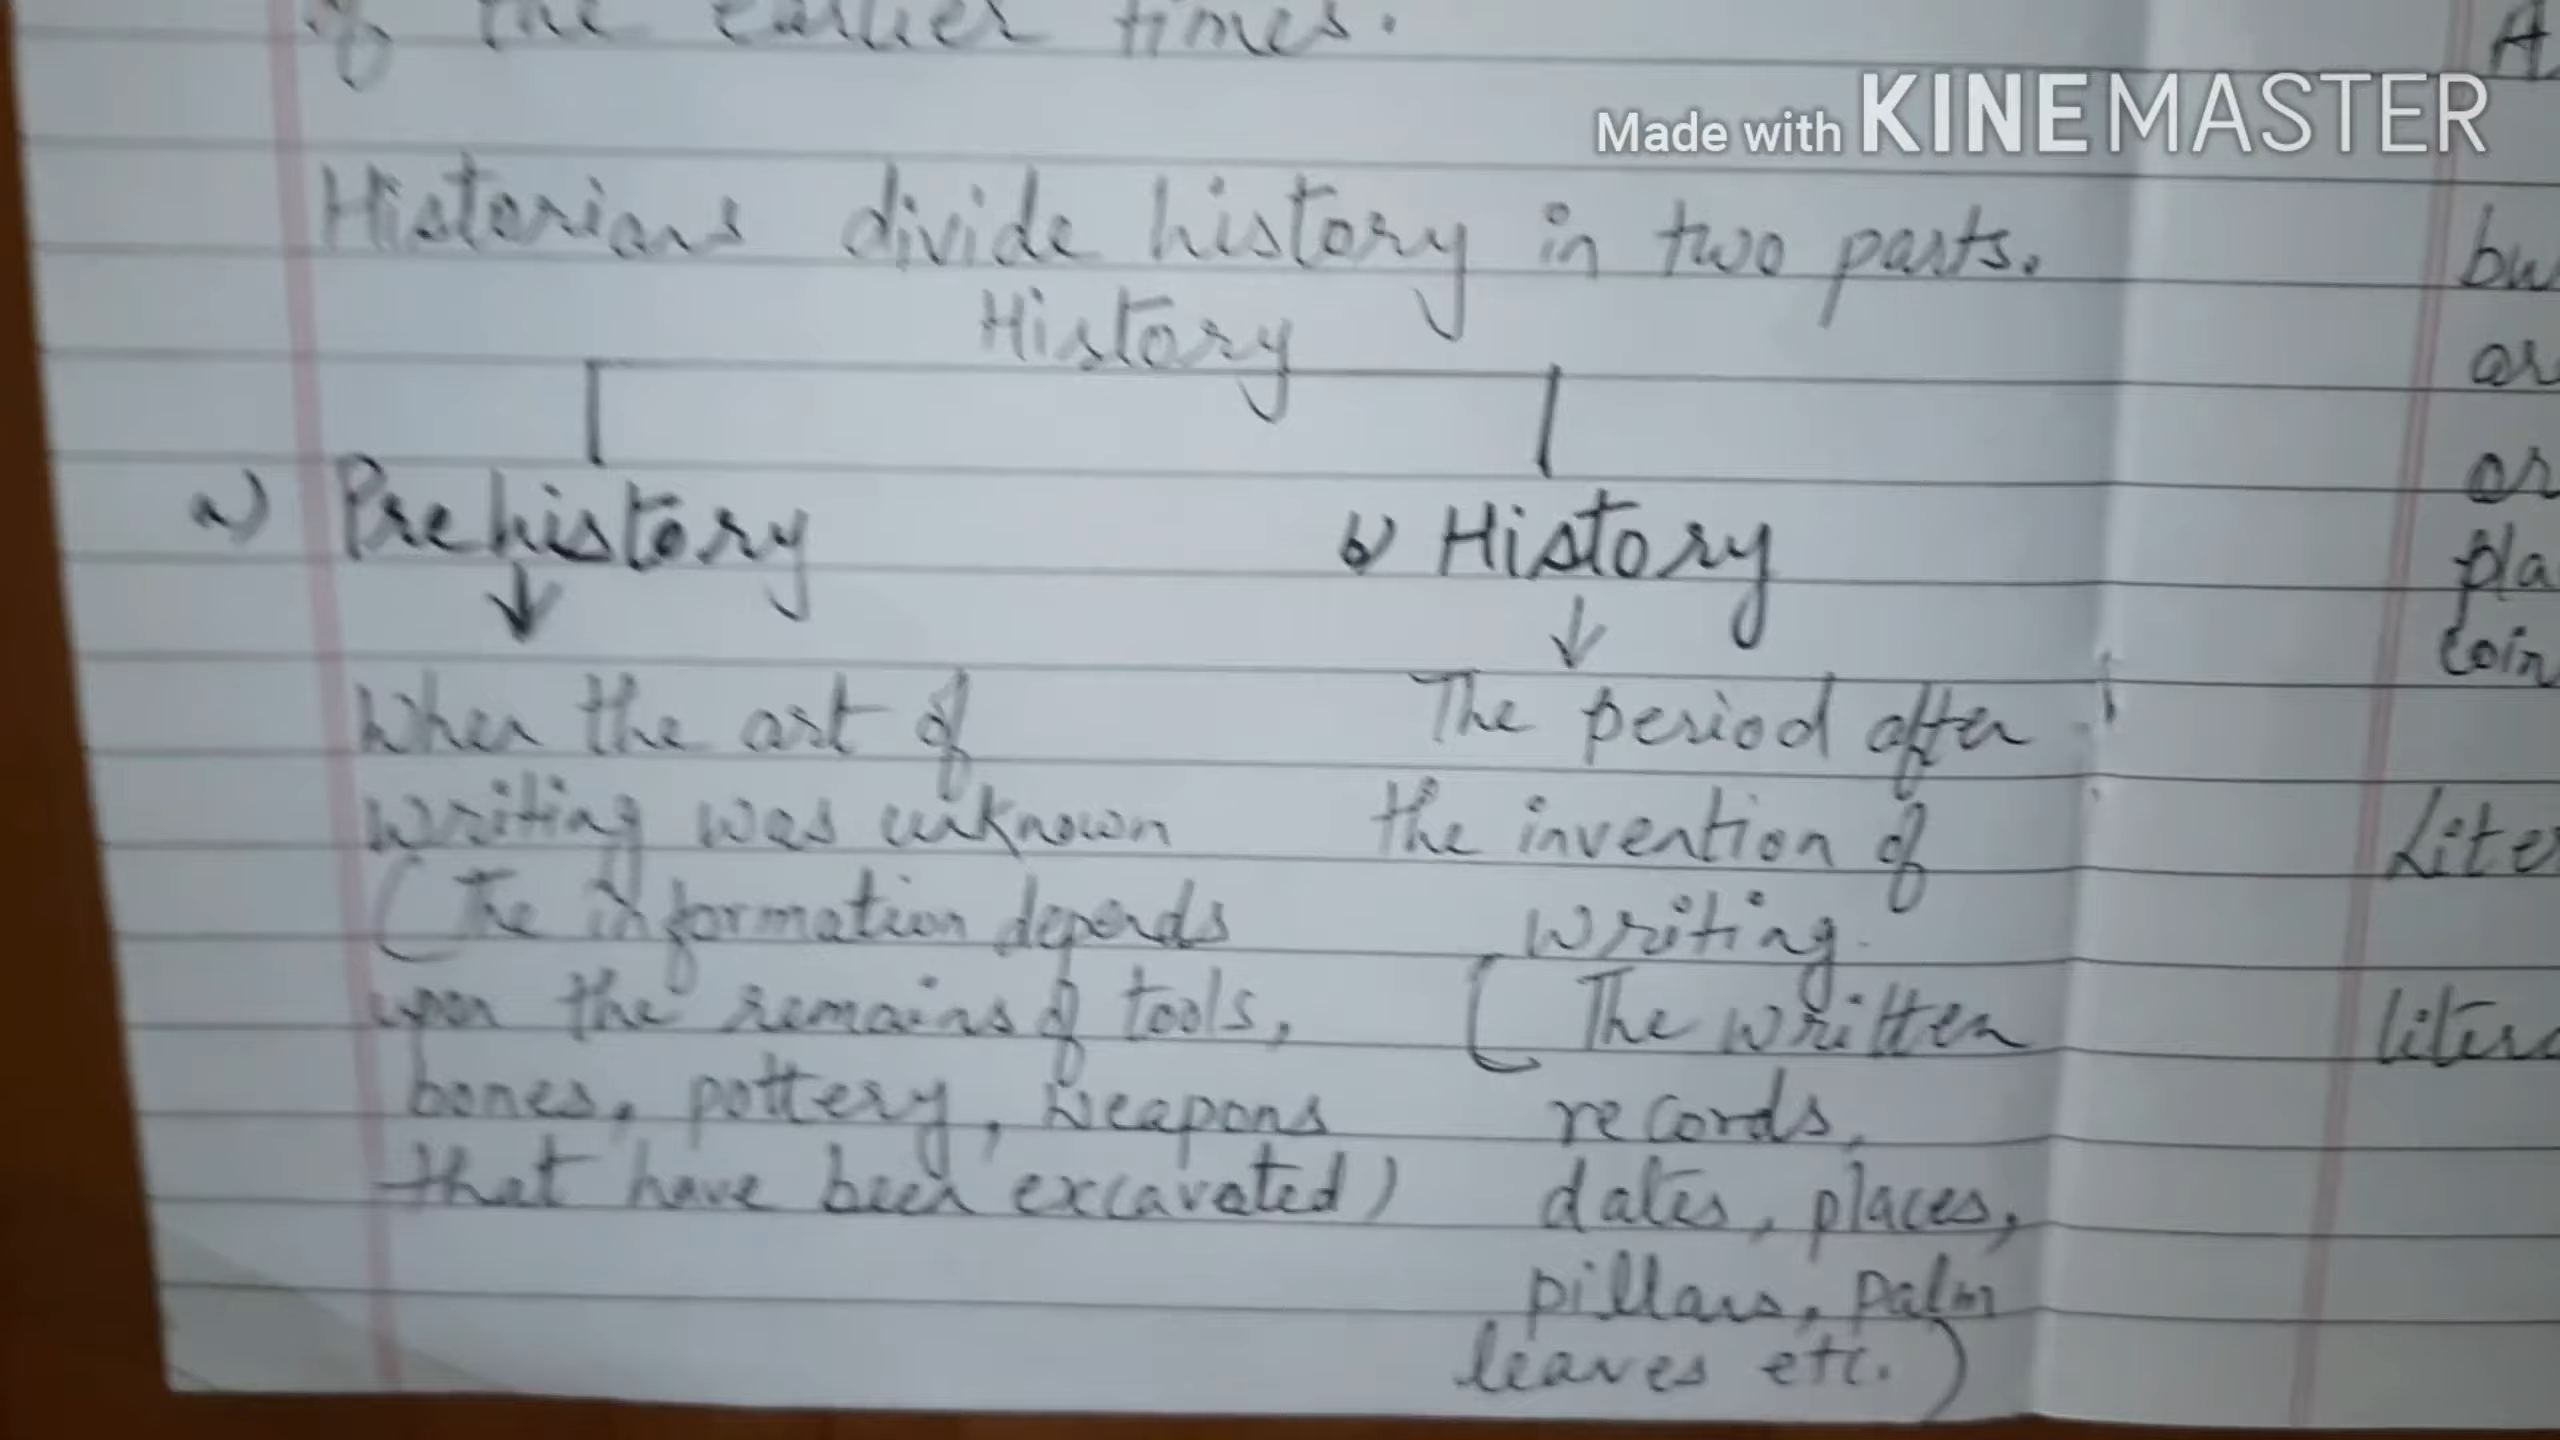 of the earlier times.
Made with KINEMASTER
Historians divide history in two parts.
History
a) Prehistory
When the art of
writing was unknown
(The information depends
upon the remains of tools,
bones, pottery, weapons
that have been excavated)
b) History
The period after
the invention of
writing.
(The written
records,
dates, places,
pillars, palm
leaves etc.)